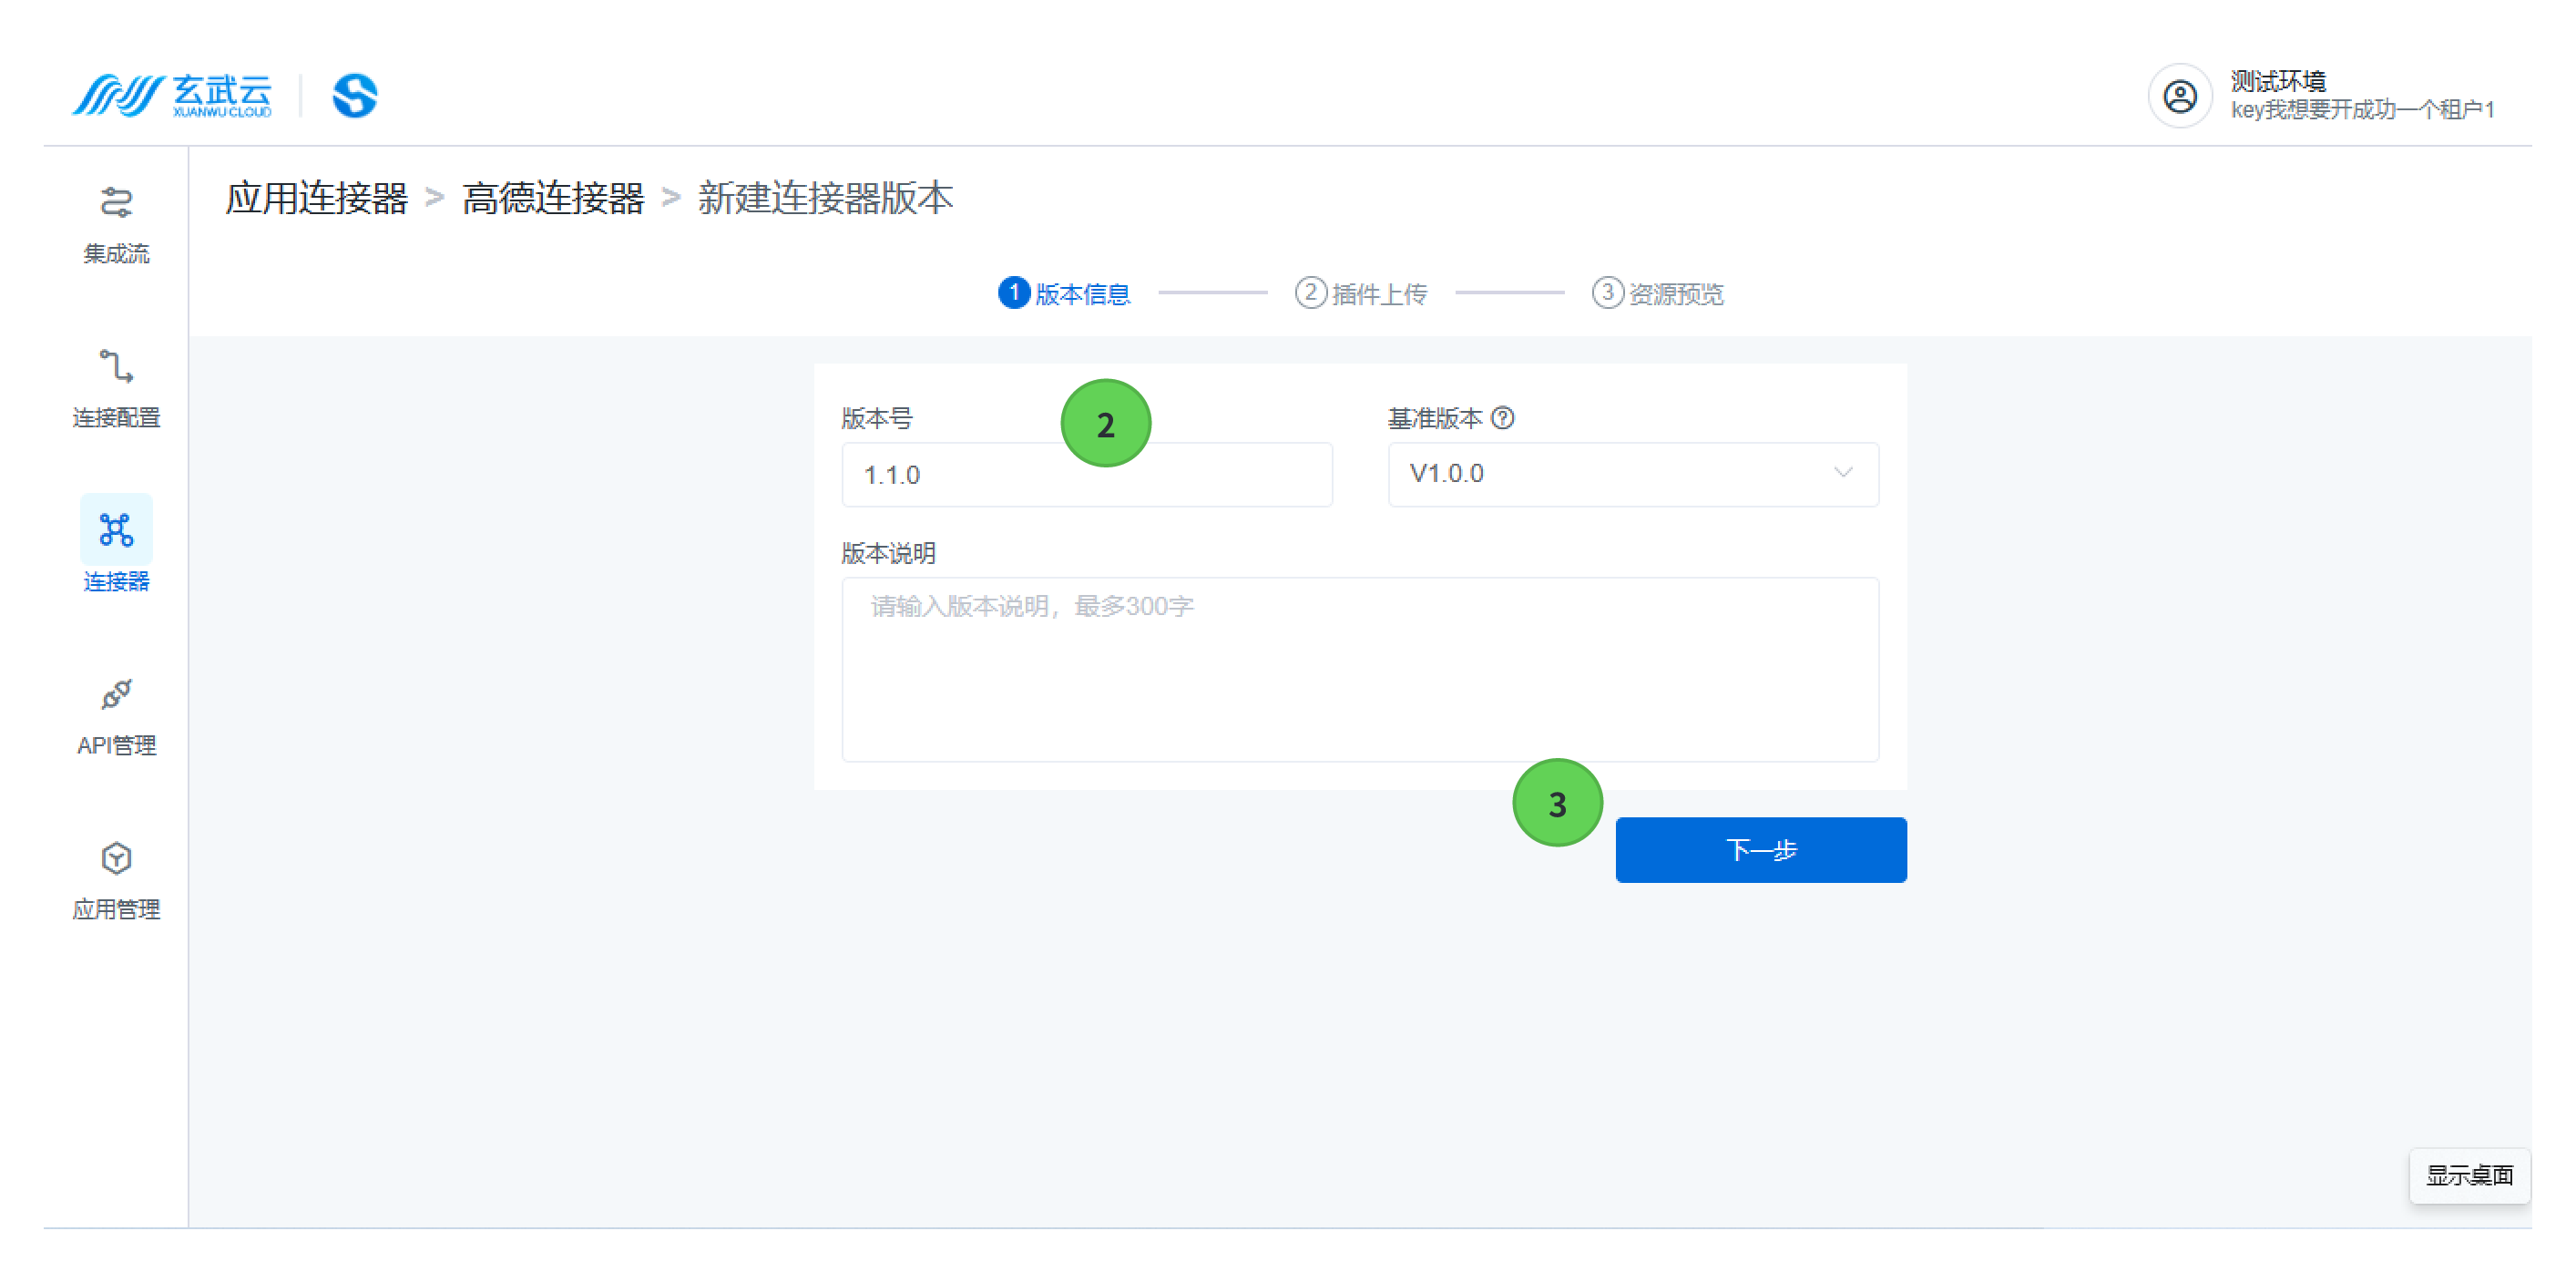 玄武云
XUANWU CLOUD
测试环境
key我想要开成功一个租户1
应用连接器 > 高德连接器 > 新建连接器版本
1 版本信息 2 插件上传 3 资源预览
集成流
连接配置
连接器
API管理
应用管理
版本号 2 基准版本 ?
1.1.0 V1.0.0
版本说明
请输入版本说明，最多300字
3
下一步
显示桌面